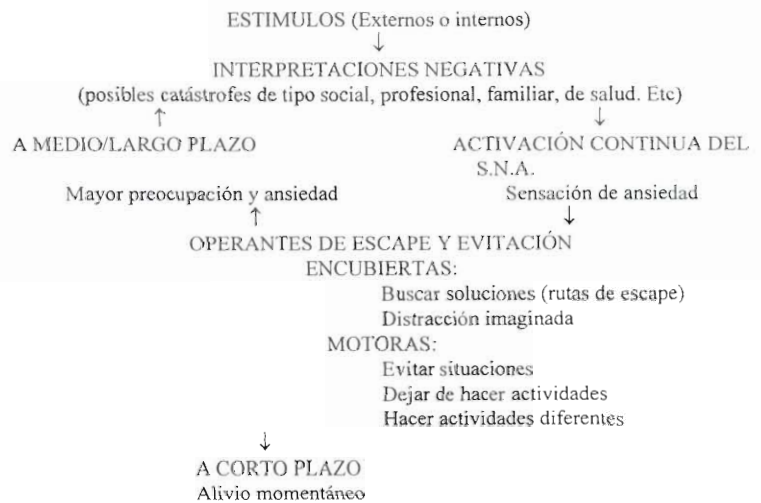 ESTIMULOS (Externos o internos)
↓
INTERPRETACIONES NEGATIVAS
(posibles catástrofes de tipo social, profesional, familiar, de salud. Etc)
↑ ↓
A MEDIO/LARGO PLAZO ACTIVACIÓN CONTINUA DEL
S.N.A.
Mayor preocupación y ansiedad Sensación de ansiedad
↑ ↓
OPERANTES DE ESCAPE Y EVITACIÓN
ENCUBIERTAS:
Buscar soluciones (rutas de escape)
Distracción imaginada
MOTORAS:
Evitar situaciones
Dejar de hacer actividades
Hacer actividades diferentes
↓
A CORTO PLAZO
Alivio momentáneo